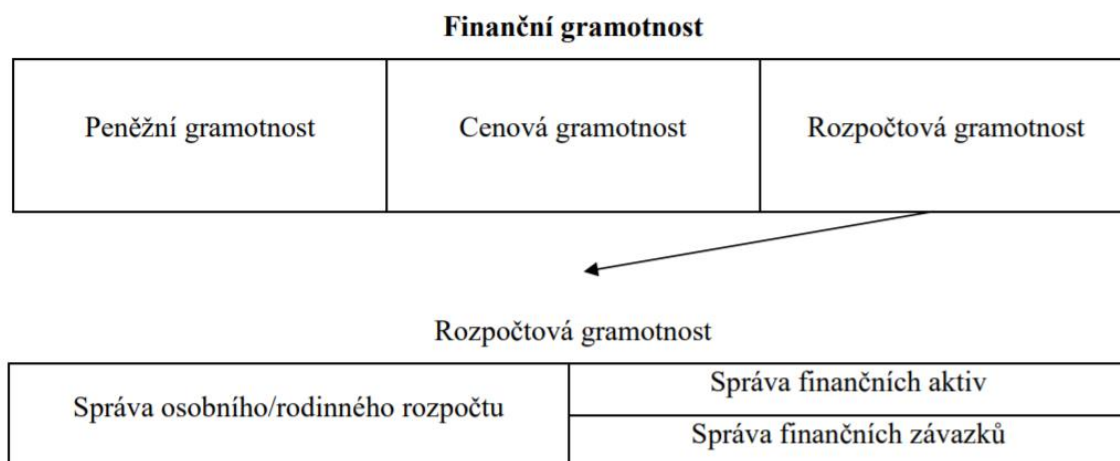 Finanční gramotnost
Peněžní gramotnost
Cenová gramotnost
Rozpočtová gramotnost
Rozpočtová gramotnost
Správa osobního/rodinného rozpočtu
Správa finančních aktiv
Správa finančních závazků